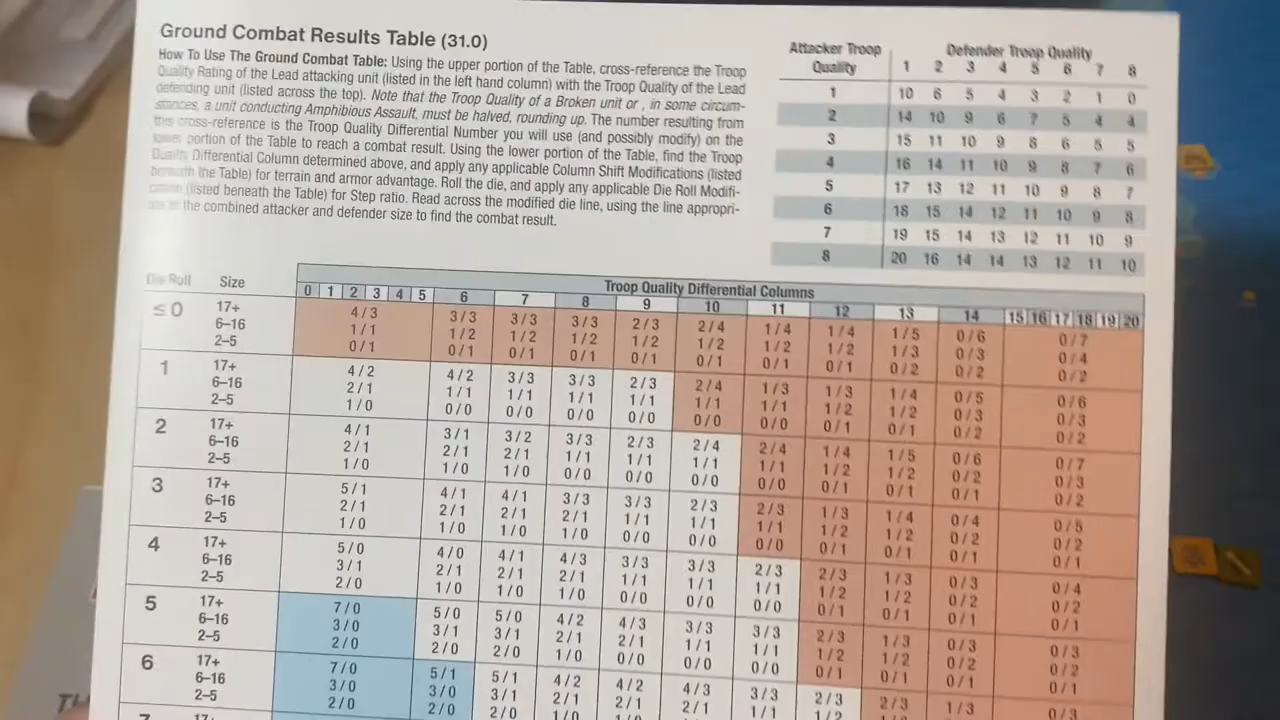 Ground Combat Results Table (31.0)
How To Use The Ground Combat Table: Using the upper portion of the Table, cross-reference the Troop
Quality Rating of the Lead attacking unit (listed in the left hand column) with the Troop Quality of the Lead
defending unit (listed across the top). Note that the Troop Quality of a Broken unit or , in some circum-
stances, a unit conducting Amphibious Assault, must be halved, rounding up. The number resulting from
this cross-reference is the Troop Quality Differential Number you will use (and possibly modify) on the
lower portion of the Table to reach a combat result. Using the lower portion of the Table, find the Troop
Quality Differential Column determined above, and apply any applicable Column Shift Modifications (listed
beneath the Table) for terrain and armor advantage. Roll the die, and apply any applicable Die Roll Modifi-
(listed beneath the Table) for Step ratio. Read across the modified die line, using the line appropri-
the combined attacker and defender size to find the combat result.
Attacker Troop Defender Troop Quality
Quality 1 2 3 4 5 6 7 8
1 10 6 5 4 3 2 1 0
2 14 10 9 6 7 5 4 4
3 15 11 10 9 8 6 5 5
4 16 14 11 10 9 8 7 6
5 17 13 12 11 10 9 8 7
6 18 15 14 12 11 10 9 8
7 19 15 14 13 12 11 10 9
8 20 16 14 14 13 12 11 10
Die Roll Size Troop Quality Differential Columns
0 1 2 3 4 5 6 7 8 9 10 11 12 13 14 15 16 17 18 19 20
≤0 17+ 4/3 3/3 3/3 3/3 2/3 2/4 1/4 1/4 1/5 0/6 0/7
6–16 1/1 1/2 1/2 1/2 1/2 1/2 1/2 1/2 1/3 0/3 0/4
2–5 0/1 0/1 0/1 0/1 0/1 0/1 0/1 0/1 0/2 0/2 0/2
1 17+ 4/2 4/2 3/3 3/3 2/3 2/4 1/3 1/3 1/4 0/5 0/6
6–16 2/1 1/1 1/1 1/1 1/1 1/1 1/1 1/2 1/2 0/3 0/3
2–5 1/0 0/0 0/0 0/0 0/0 0/0 0/0 0/1 0/1 0/2 0/2
2 17+ 4/1 3/1 3/2 3/3 2/3 2/4 2/4 1/4 1/5 0/6 0/7
6–16 2/1 2/1 2/1 1/1 1/1 1/1 1/1 1/2 1/2 0/2 0/3
2–5 1/0 1/0 1/0 0/0 0/0 0/0 0/0 0/1 0/1 0/1 0/2
3 17+ 5/1 4/1 4/1 3/3 3/3 2/3 2/3 1/3 1/4 0/4 0/5
6–16 2/1 2/1 2/1 2/1 1/1 1/1 1/1 1/2 1/2 0/2 0/2
2–5 1/0 1/0 1/0 1/0 0/0 0/0 0/0 0/1 0/1 0/1 0/1
4 17+ 5/0 4/0 4/1 4/3 3/3 3/3 2/3 2/3 1/3 0/3 0/4
6–16 3/1 2/1 2/1 2/1 1/1 1/1 1/1 1/2 1/2 0/2 0/2
2–5 2/0 1/0 1/0 1/0 0/0 0/0 0/0 0/1 0/1 0/1 0/1
5 17+ 7/0 5/0 5/0 4/2 4/3 3/3 3/3 2/3 1/3 0/3 0/3
6–16 3/0 3/1 3/1 2/1 2/1 1/1 1/1 1/2 1/2 0/2 0/2
2–5 2/0 2/0 2/0 1/0 0/0 0/0 0/0 0/1 0/1 0/1 0/1
6 17+ 7/0 5/1 5/1 4/2 4/2 4/3 3/3 2/3 2/3 1/3 0/3
6–16 3/0 3/0 3/1 2/1 2/1 2/1 1/1 1/2
2–5 2/0 2/0 2/0 1/0
17+